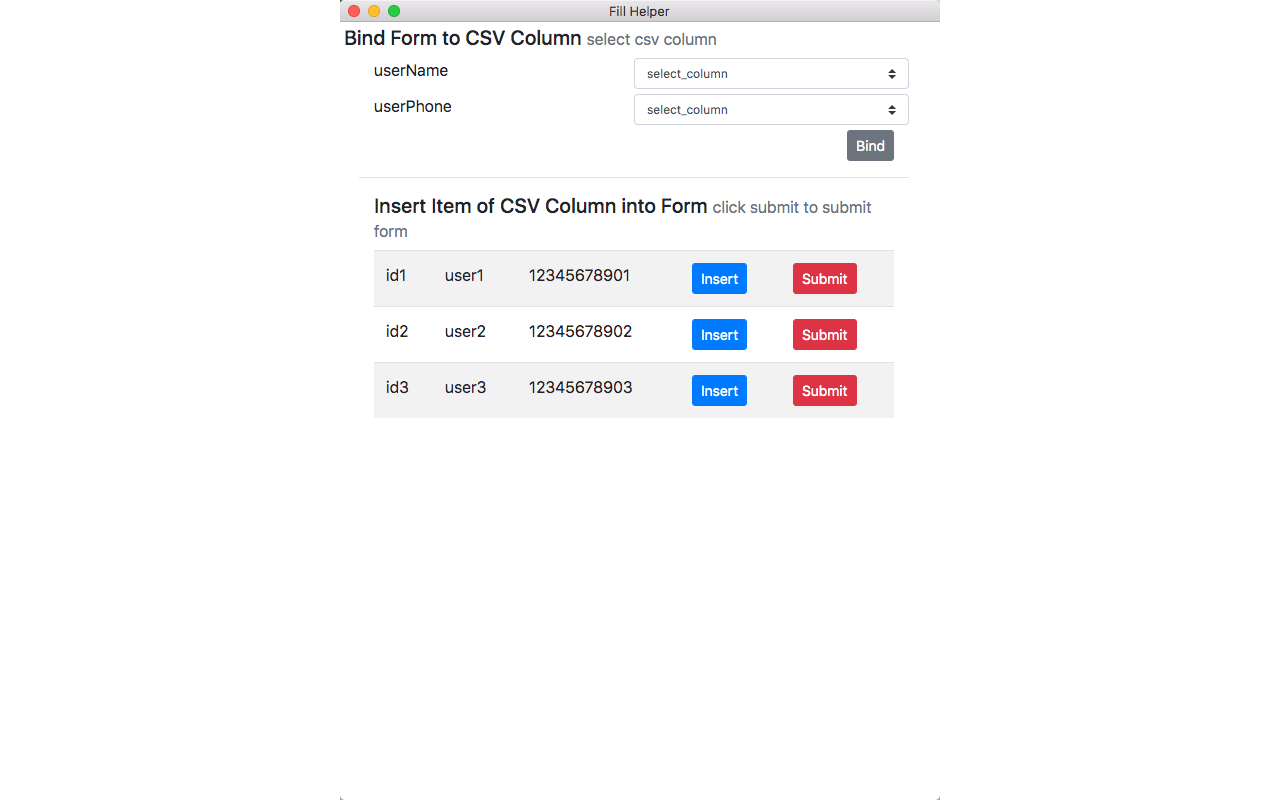 Fill Helper
Bind Form to CSV Column select csv column
userName select_column
userPhone select_column
Bind
Insert Item of CSV Column into Form click submit to submit
form
id1 user1 12345678901 Insert Submit
id2 user2 12345678902 Insert Submit
id3 user3 12345678903 Insert Submit